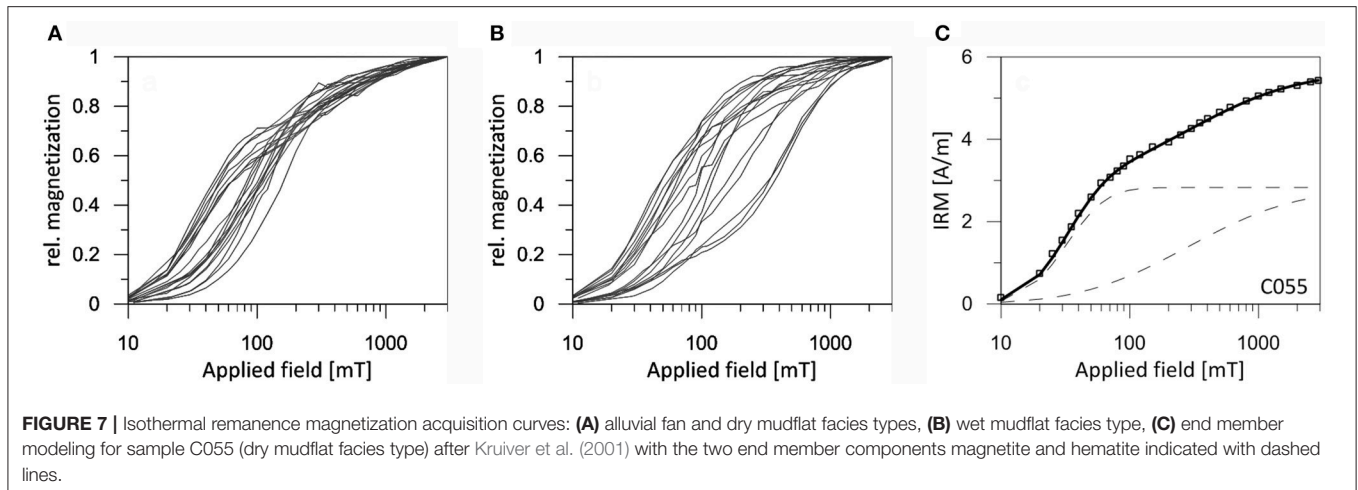 A
B
C
1
0.8
0.6
0.4
0.2
0
rel. magnetization
10
100
1000
Applied field [mT]
a
1
0.8
0.6
0.4
0.2
0
rel. magnetization
10
100
1000
Applied field [mT]
b
6
4
2
0
IRM [A/m]
10
100
1000
Applied field [mT]
c
C055
FIGURE 7 | Isothermal remanence magnetization acquisition curves: (A) alluvial fan and dry mudflat facies types, (B) wet mudflat facies type, (C) end member
modeling for sample C055 (dry mudflat facies type) after Kruiver et al. (2001) with the two end member components magnetite and hematite indicated with dashed
lines.